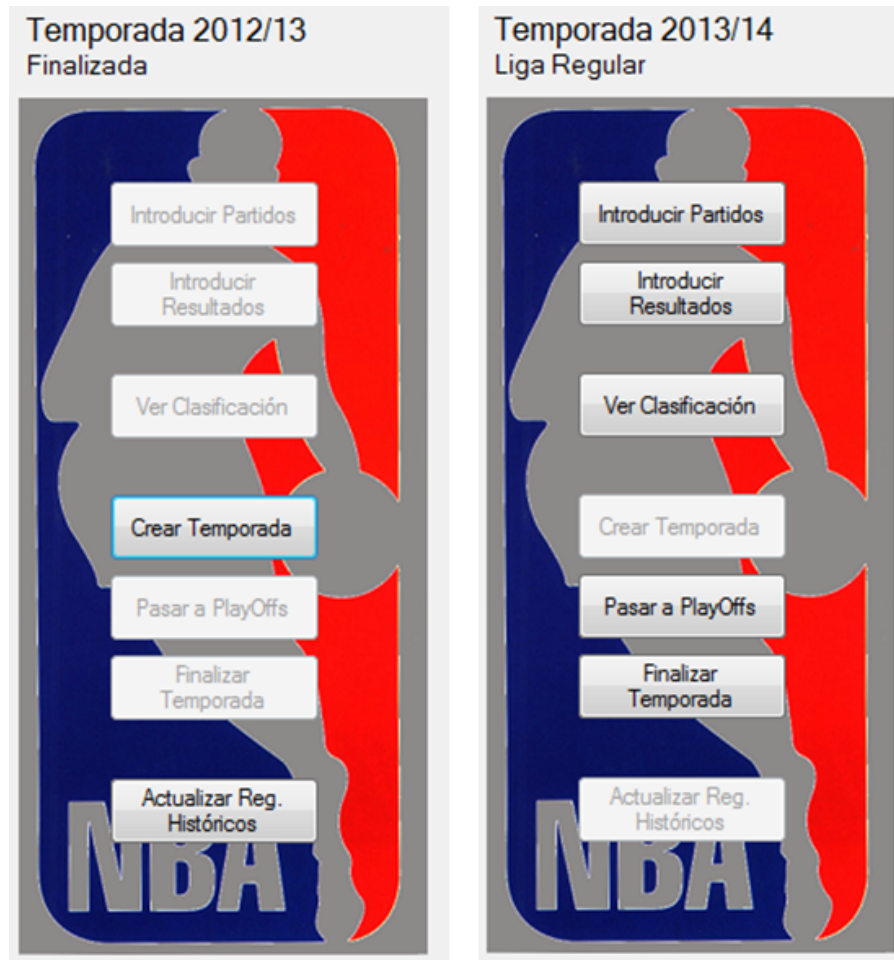 Temporada 2012/13
Finalizada
Introducir Partidos
Introducir
Resultados
Ver Clasificación
Crear Temporada
Pasar a PlayOffs
Finalizar
Temporada
Actualizar Reg.
Históricos
NBA
Temporada 2013/14
Liga Regular
Introducir Partidos
Introducir
Resultados
Ver Clasificación
Crear Temporada
Pasar a PlayOffs
Finalizar
Temporada
Actualizar Reg.
Históricos
NBA